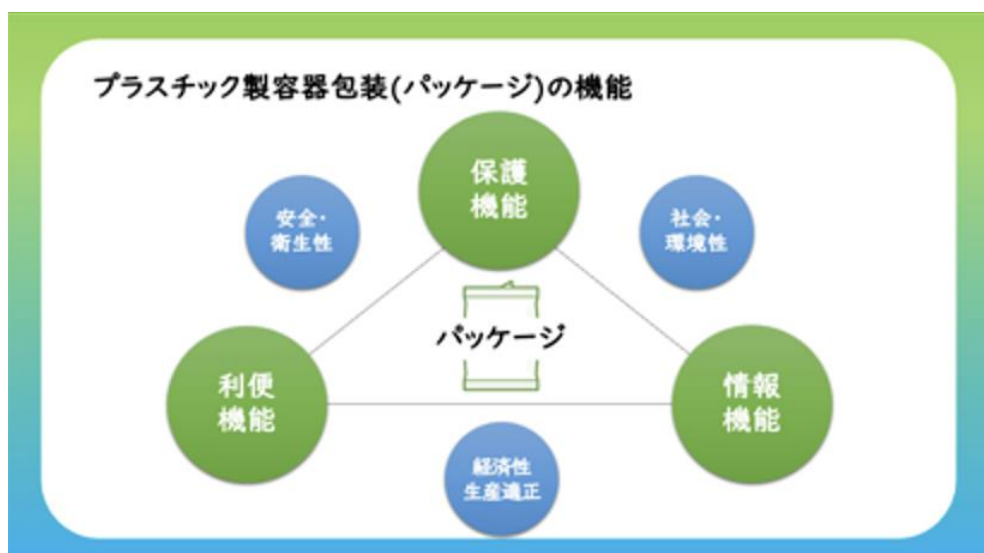 プラスチック製容器包装(パッケージ)の機能
保護
機能
安全・
衛生性
社会・
環境性
パッケージ
利便
機能
情報
機能
経済性
生産適正